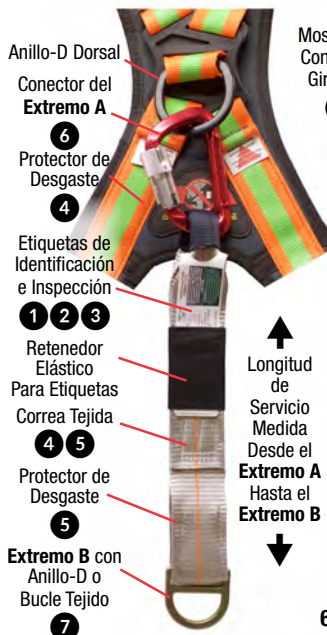 Anillo-D Dorsal
Conector del
Extremo A
6
Protector de
Desgaste
4
Etiquetas de
Identificación
e Inspección
1 2 3
Retenedor
Elástico
Para Etiquetas
Correa Tejida
4 5
Protector de
Desgaste
5
Extremo B con
Anillo-D o
Bucle Tejido
7
Longitud
de
Servicio
Medida
Desde el
Extremo A
Hasta el
Extremo B